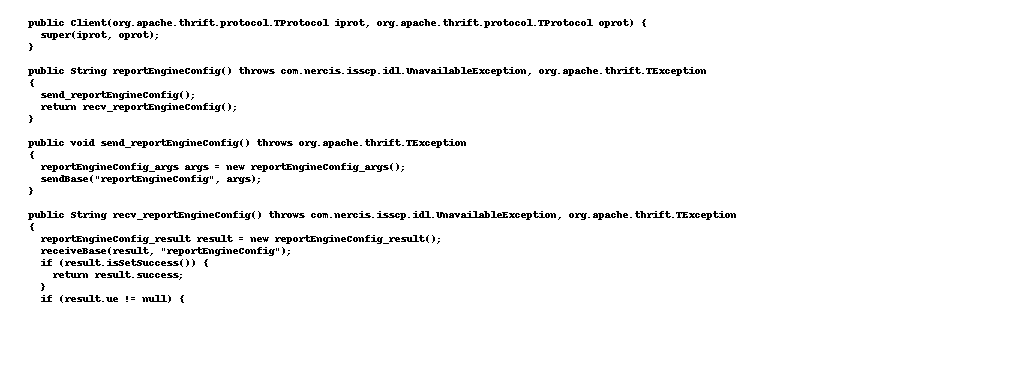 public Client(org.apache.thrift.protocol.TProtocol iprot, org.apache.thrift.protocol.TProtocol oprot) {
super(iprot, oprot);
}
public String reportEngineConfig() throws com.nercis.isscp.idl.UnavailableException, org.apache.thrift.TException
{
send_reportEngineConfig();
return recv_reportEngineConfig();
}
public void send_reportEngineConfig() throws org.apache.thrift.TException
{
reportEngineConfig_args args = new reportEngineConfig_args();
sendBase("reportEngineConfig", args);
}
public String recv_reportEngineConfig() throws com.nercis.isscp.idl.UnavailableException, org.apache.thrift.TException
{
reportEngineConfig_result result = new reportEngineConfig_result();
receiveBase(result, "reportEngineConfig");
if (result.isSetSuccess()) {
return result.success;
}
if (result.ue != null) {